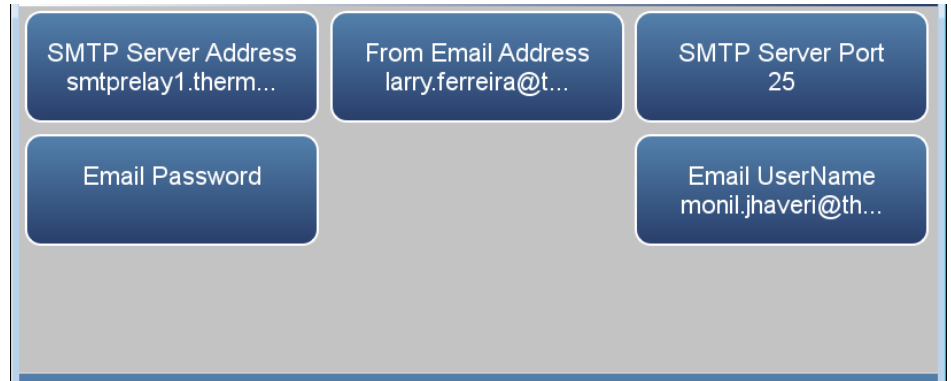 SMTP Server Address
smtprelay1.therm...
From Email Address
larry.ferreira@t...
SMTP Server Port
25
Email Password
Email UserName
monil.jhaveri@th...